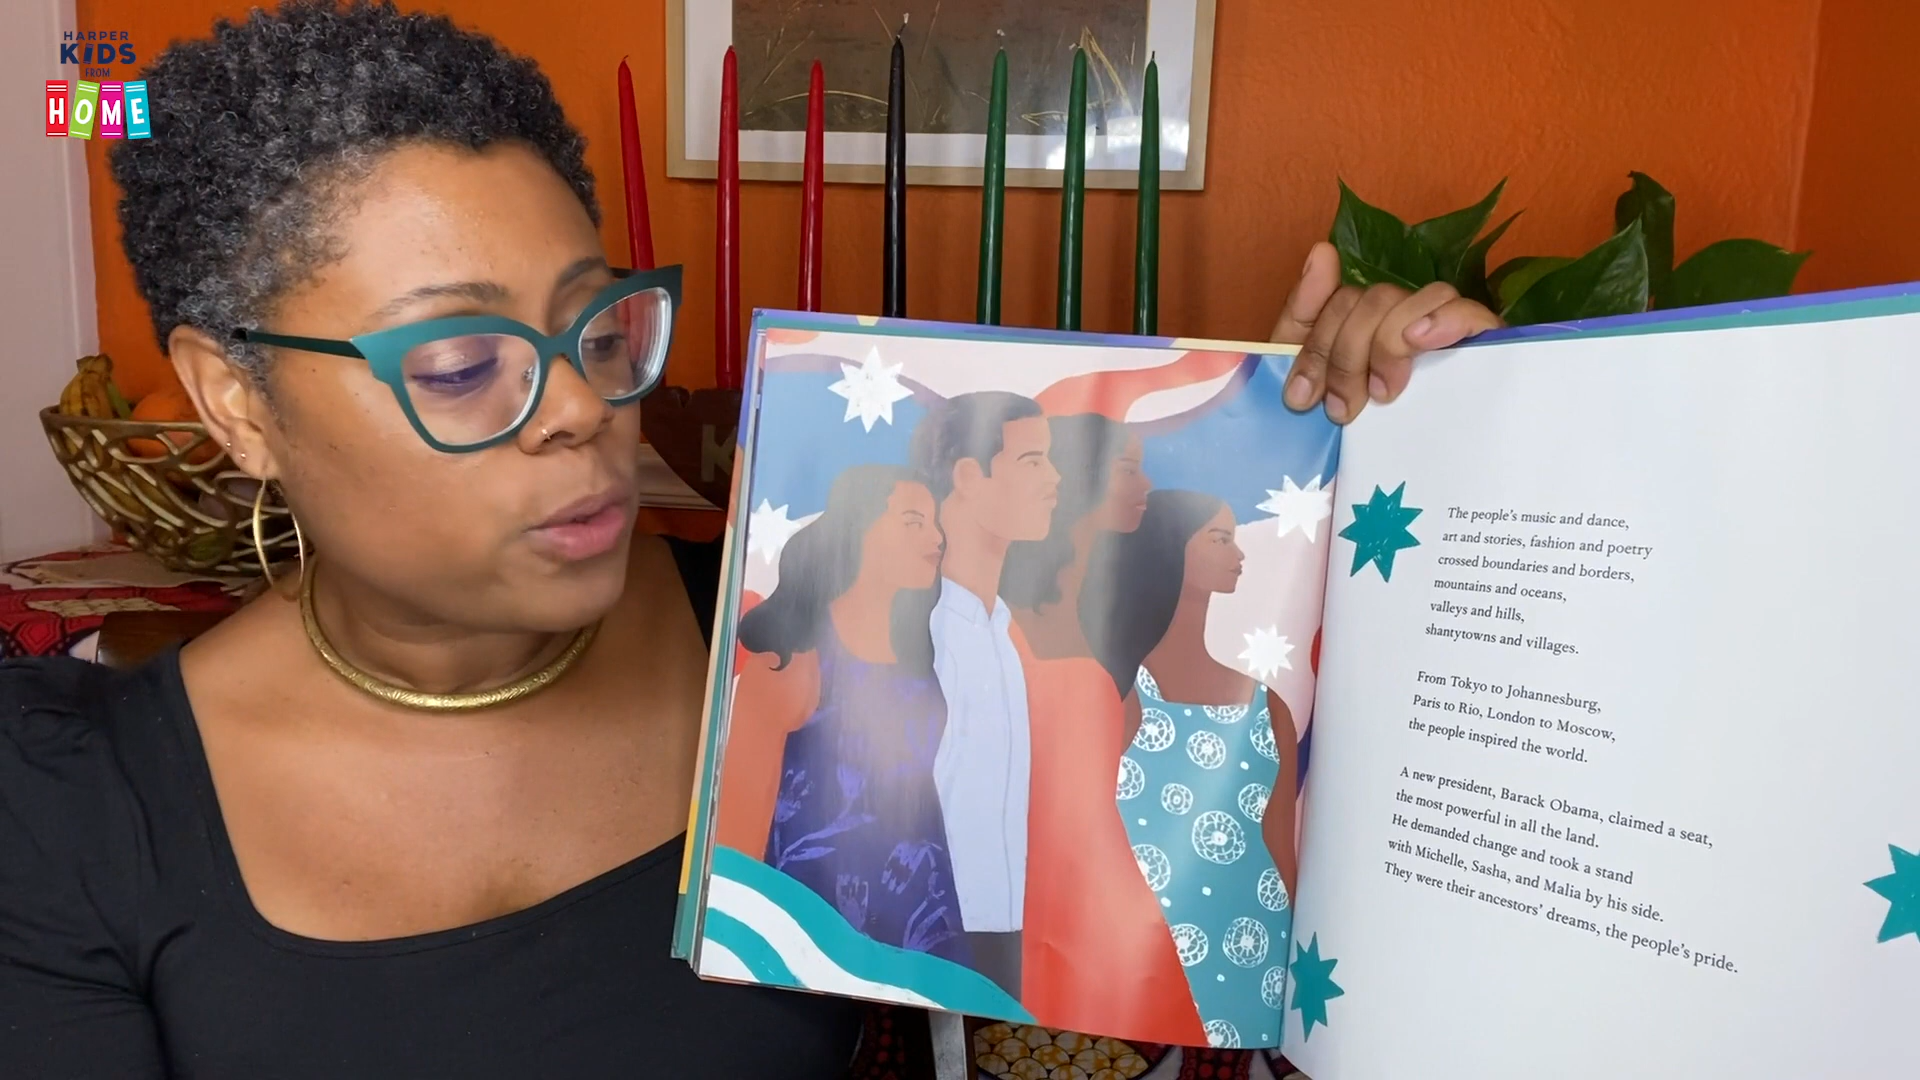 HARPER
KiDS
FROM
HOME
The people's music and dance,
art and stories, fashion and poetry
crossed boundaries and borders,
mountains and oceans,
valleys and hills,
shantytowns and villages.
From Tokyo to Johannesburg,
Paris to Rio, London to Moscow,
the people inspired the world.
A new president, Barack Obama, claimed a seat,
the most powerful in all the land.
He demanded change and took a stand
with Michelle, Sasha, and Malia by his side.
They were their ancestors' dreams, the people's pride.